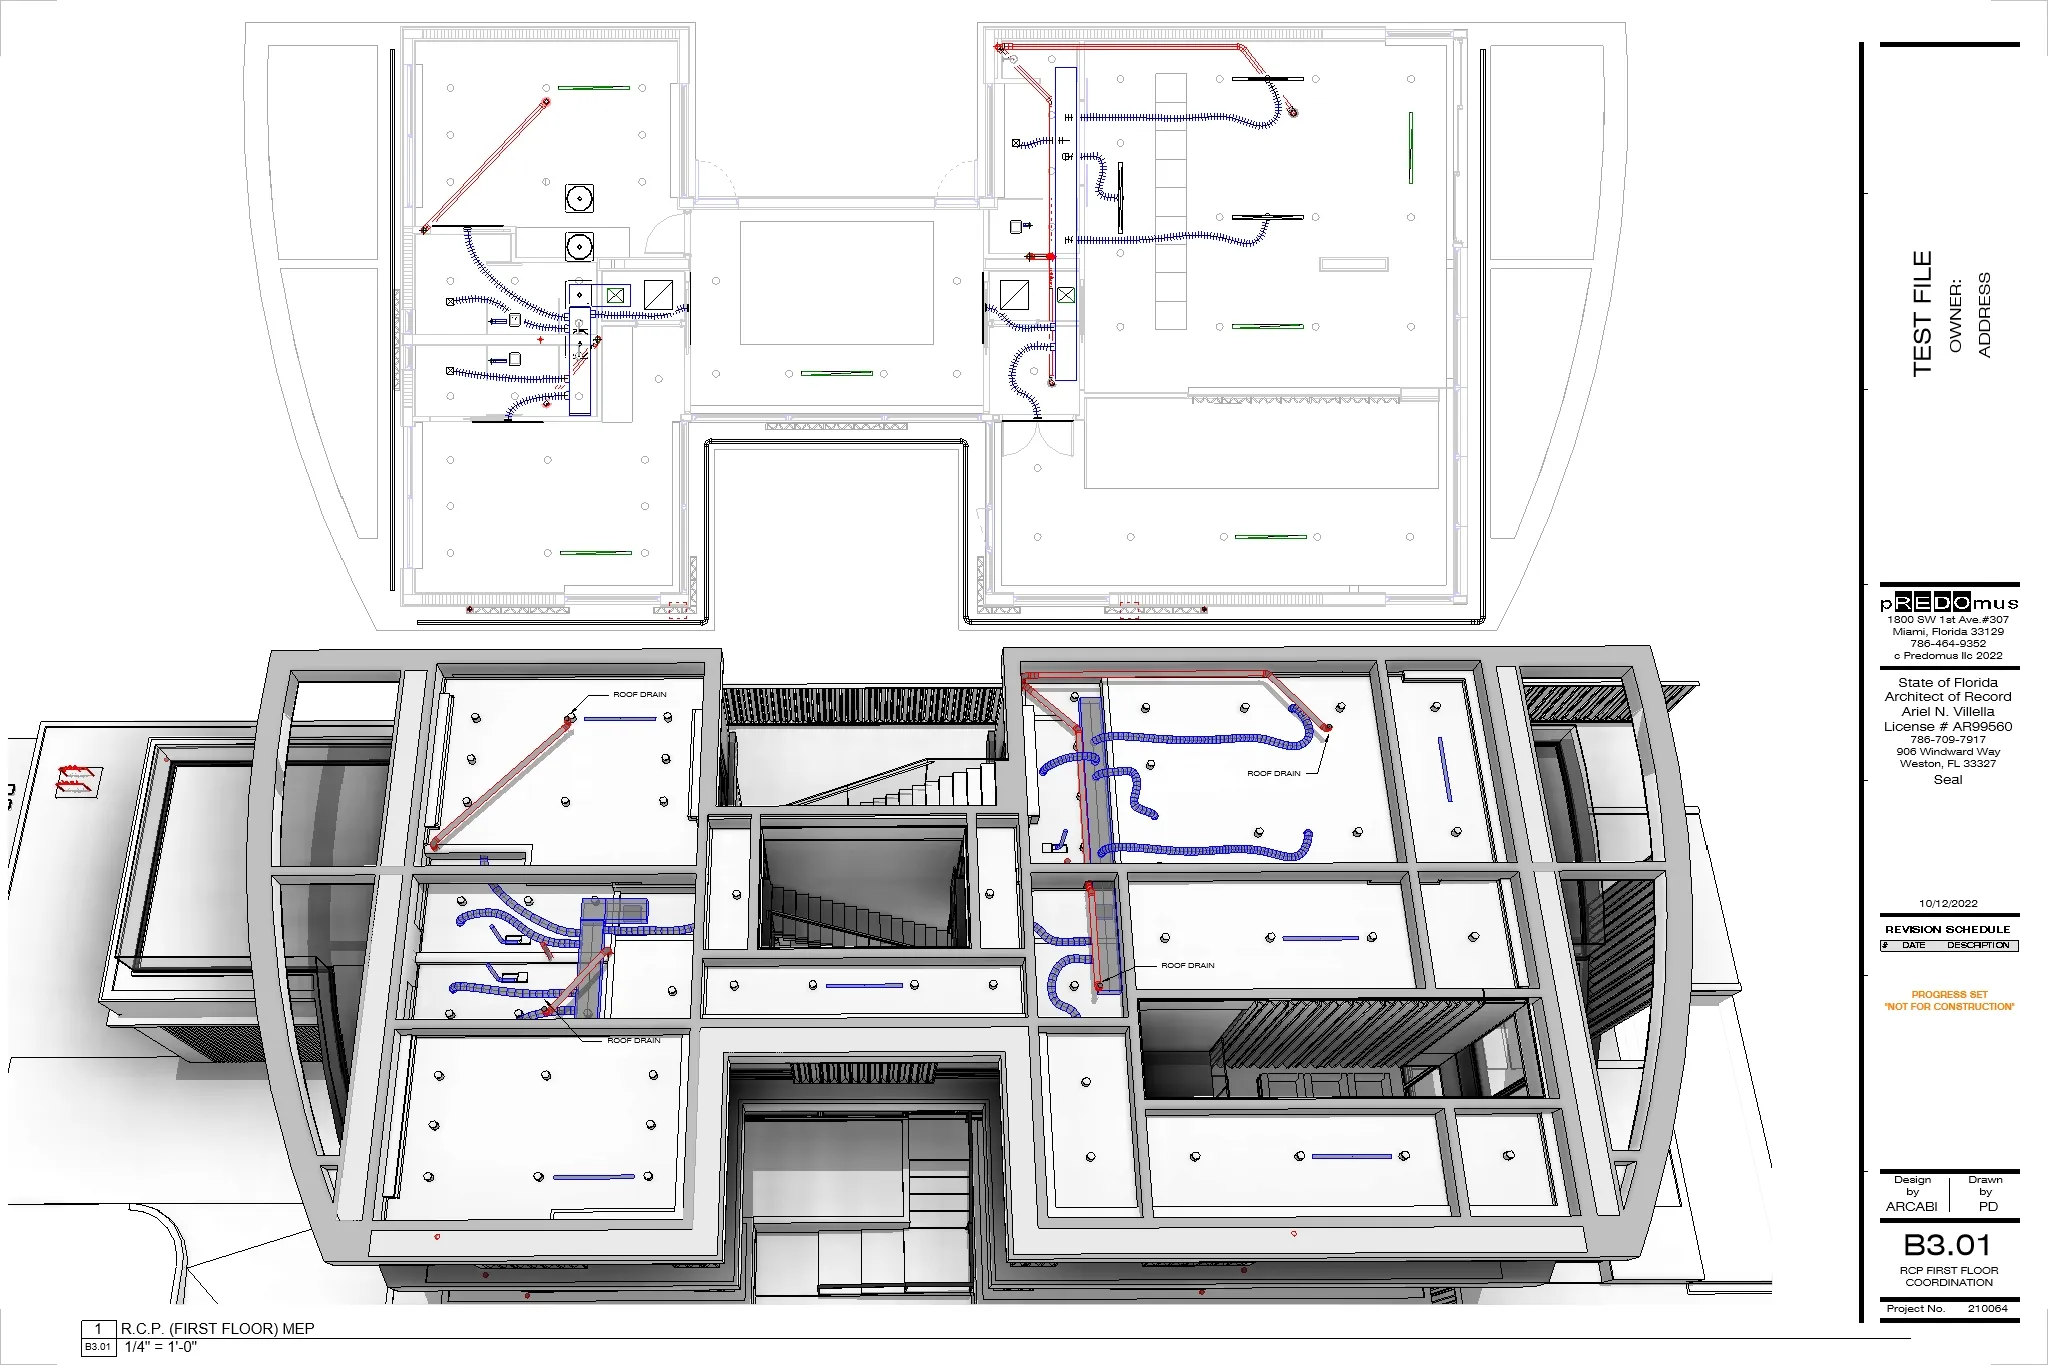 ROOF DRAIN
ROOF DRAIN
ROOF DRAIN
ROOF DRAIN
1 R.C.P. (FIRST FLOOR) MEP
B3.01 1/4" = 1'-0"
TEST FILE
OWNER:
ADDRESS
pREDOmus
1800 SW 1st Ave.#307
Miami, Florida 33129
786-464-9352
c Predomus llc 2022
State of Florida
Architect of Record
Ariel N. Villella
License # AR99560
786-709-7917
906 Windward Way
Weston, FL 33327
Seal
10/12/2022
REVISION SCHEDULE
# DATE DESCRIPTION
PROGRESS SET
"NOT FOR CONSTRUCTION"
Design
by
ARCABI
Drawn
by
PD
B3.01
RCP FIRST FLOOR
COORDINATION
Project No. 210064